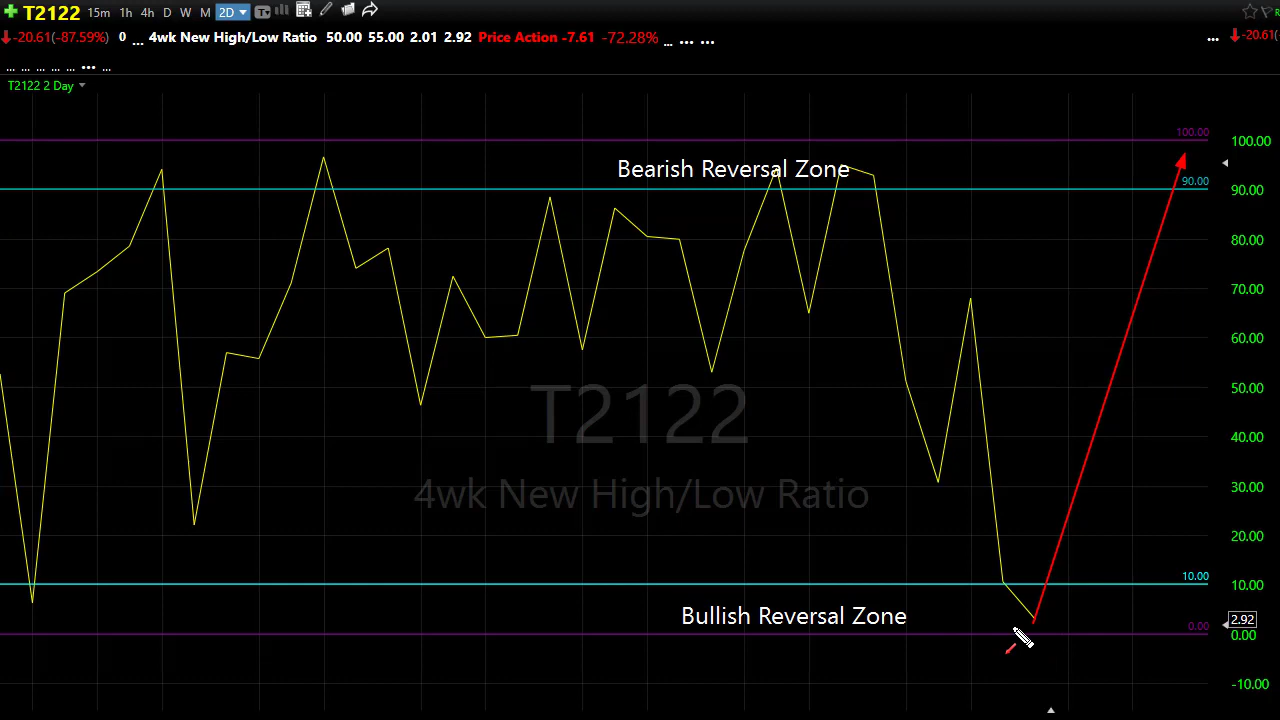 T2122 15m 1h 4h D W M 2D
-20.61(-87.59%) 0 ... 4wk New High/Low Ratio 50.00 55.00 2.01 2.92 Price Action -7.61 -72.28% ... ... ... ... -20.61(
... ... ... ... ... ... ...
T2122 2 Day
100.00 100.00
Bearish Reversal Zone
90.00 90.00
80.00
70.00
60.00
50.00
T2122
40.00
4wk New High/Low Ratio
30.00
20.00
10.00 10.00
Bullish Reversal Zone
2.92
0.00 0.00
-10.00